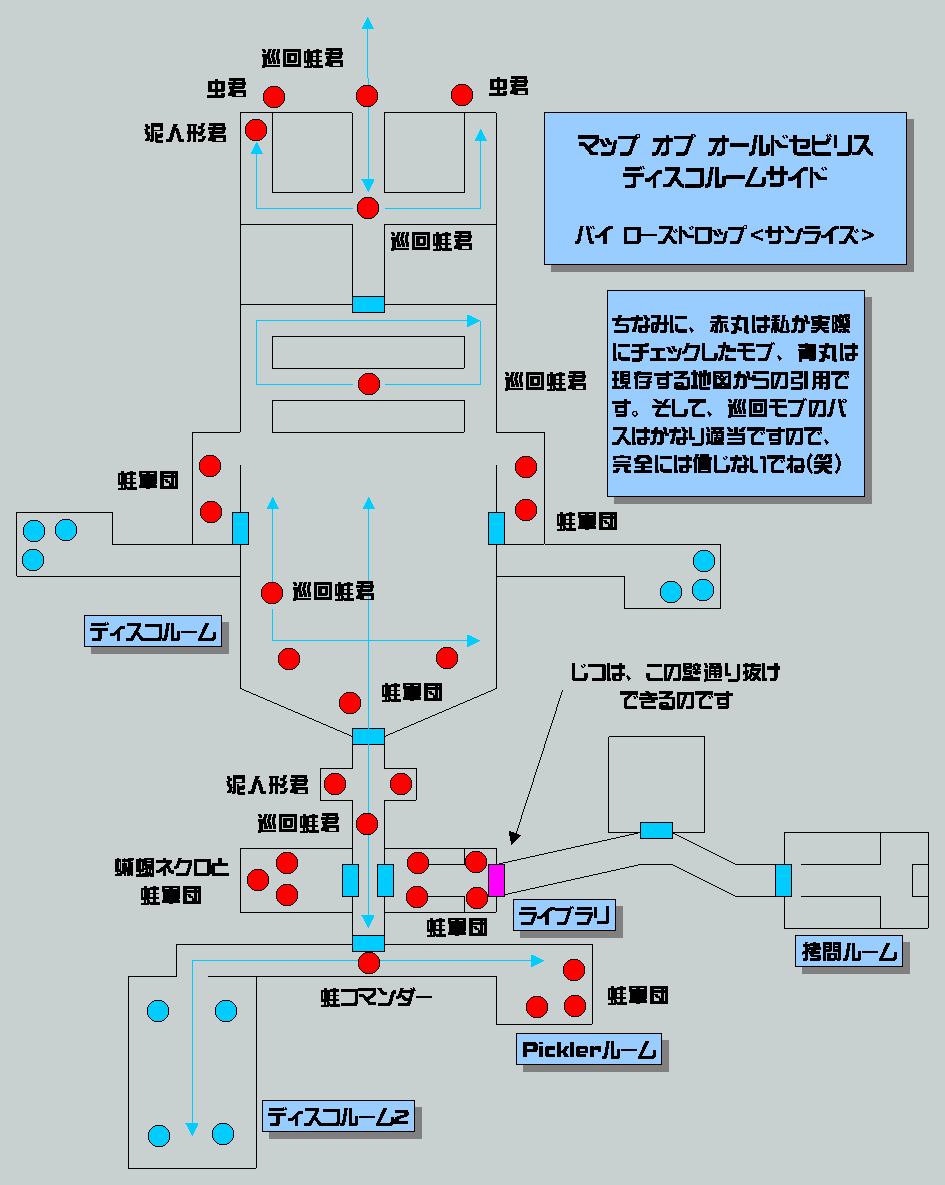 巡回蛙君
虫君
虫君
泥人形君
マップ オブ オールドセビリス
ディスコルームサイド
バイ ローズドロップ<サンライズ>
巡回蛙君
ちなみに、赤丸は私が実際
にチェックしたモブ、青丸は
現存する地図からの引用で
す。そして、巡回モブのパ
スはかなり適当ですので、
完全には信じないでね(笑)
巡回蛙君
蛙軍団
蛙軍団
巡回蛙君
ディスコルーム
じつは、この壁通り抜け
できるのです
蛙軍団
泥人形君
巡回蛙君
蜥蜴ネクロと
蛙軍団
ライブラリ
蛙軍団
拷問ルーム
蛙コマンダー
蛙軍団
Picklerルーム
ディスコルーム2